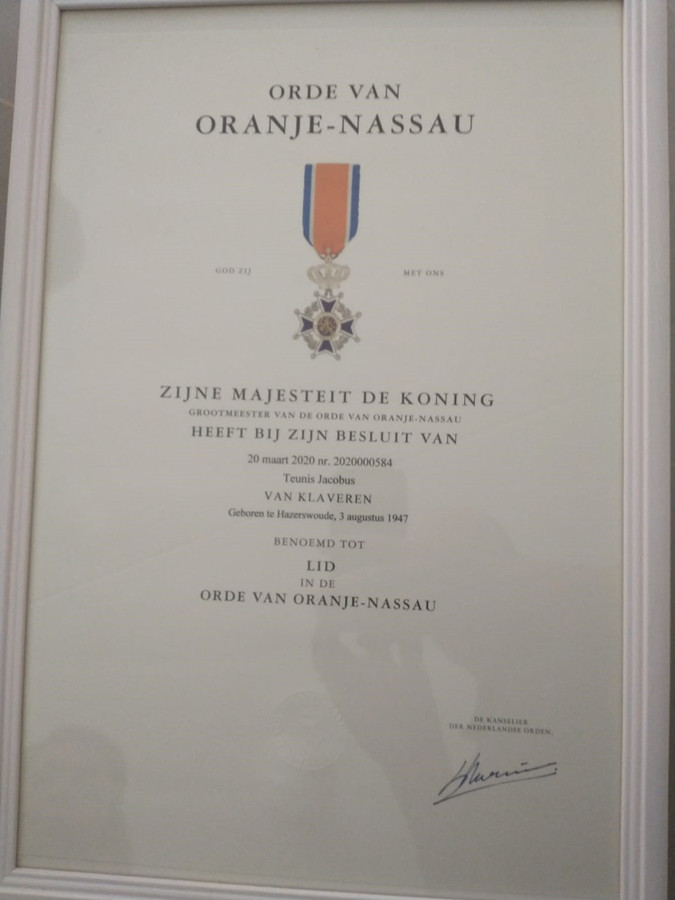 ORDE VAN
ORANJE-NASSAU
GOD ZIJ MET ONS
ZIJNE MAJESTEIT DE KONING
GROOTMEESTER VAN DE ORDE VAN ORANJE-NASSAU
HEEFT BIJ ZIJN BESLUIT VAN
20 maart 2020 nr. 2020000584
Teunis Jacobus
VAN KLAVEREN
Geboren te Hazerswoude, 3 augustus 1947
BENOEMD TOT
LID
IN DE
ORDE VAN ORANJE-NASSAU
DE KANSELIER
DER NEDERLANDSE ORDEN,